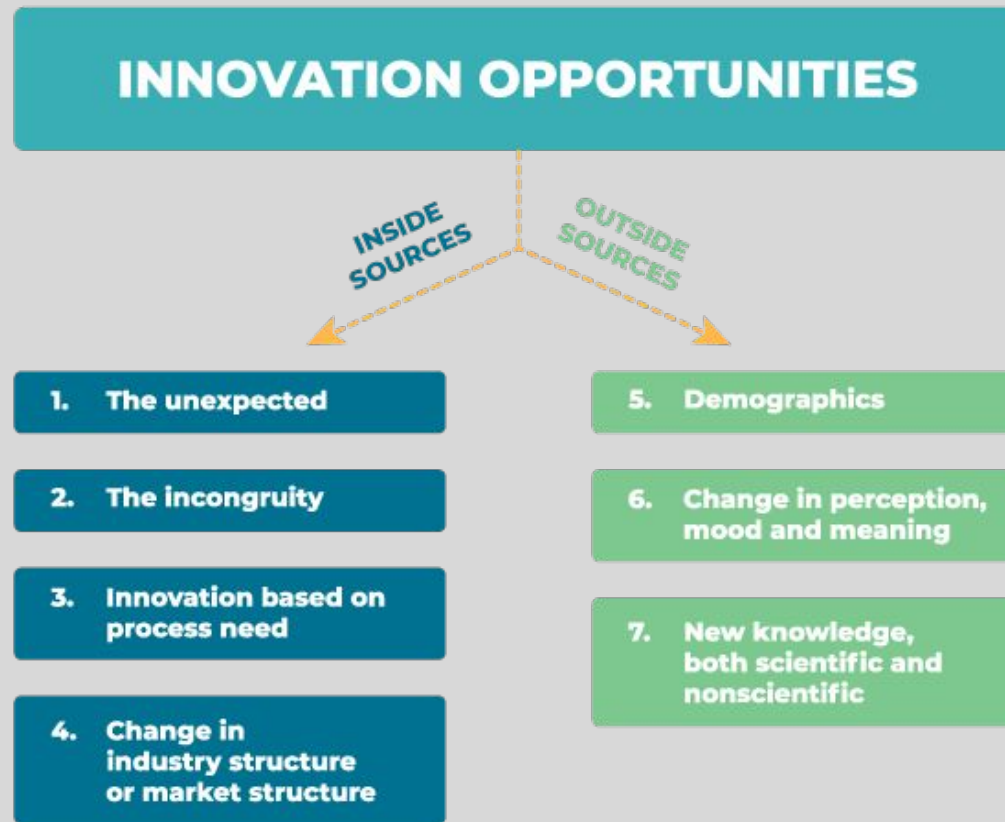 INNOVATION OPPORTUNITIES
INSIDE
SOURCES
OUTSIDE
SOURCES
1. The unexpected
2. The incongruity
3. Innovation based on
process need
4. Change in
industry structure
or market structure
5. Demographics
6. Change in perception,
mood and meaning
7. New knowledge,
both scientific and
nonscientific